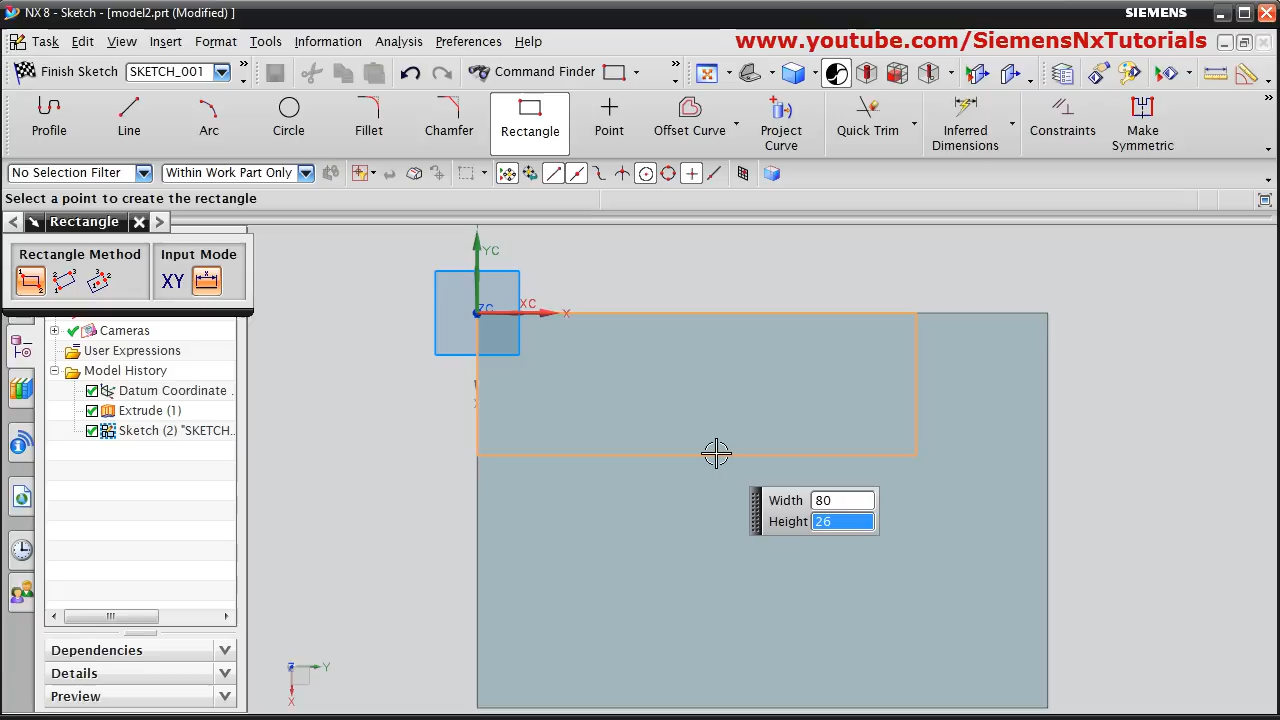 NX 8 - Sketch - [model2.prt (Modified) ]
SIEMENS
Task Edit View Insert Format Tools Information Analysis Preferences Help
www.youtube.com/SiemensNxTutorials
Finish Sketch SKETCH_001 Command Finder
Profile Line Arc Circle Fillet Chamfer Rectangle Point Offset Curve Project Curve Quick Trim Inferred Dimensions Constraints Make Symmetric
No Selection Filter Within Work Part Only
Select a point to create the rectangle
Rectangle
Rectangle Method Input Mode
XY
Cameras
User Expressions
Model History
Datum Coordinate
Extrude (1)
Sketch (2) "SKETCH...
Dependencies
Details
Preview
YC
ZC
XC
X
X
Width 80
Height 26
Z
Y
X